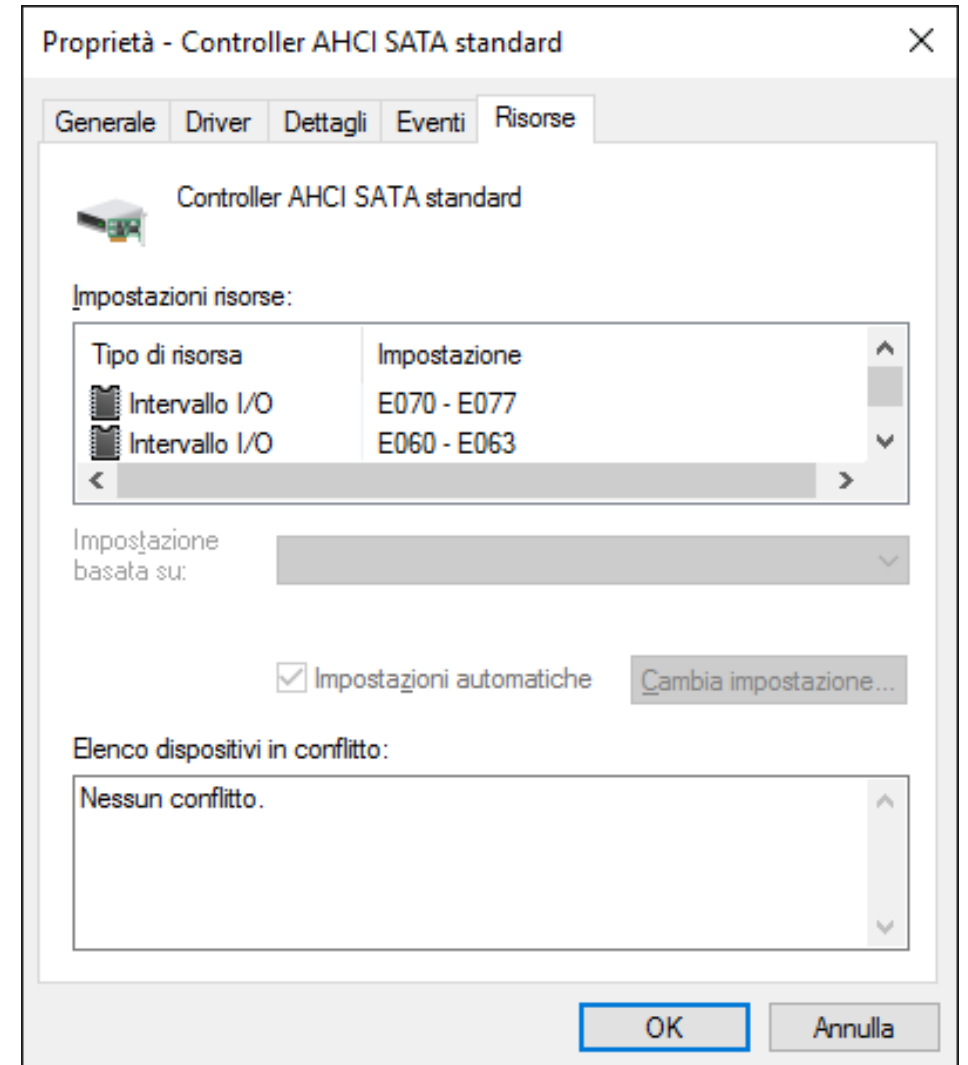 Proprietà - Controller AHCI SATA standard
Generale Driver Dettagli Eventi Risorse
Controller AHCI SATA standard
Impostazioni risorse:
Tipo di risorsa Impostazione
Intervallo I/O E070 - E077
Intervallo I/O E060 - E063
Impostazione
basata su:
Impostazioni automatiche Cambia impostazione...
Elenco dispositivi in conflitto:
Nessun conflitto.
OK Annulla